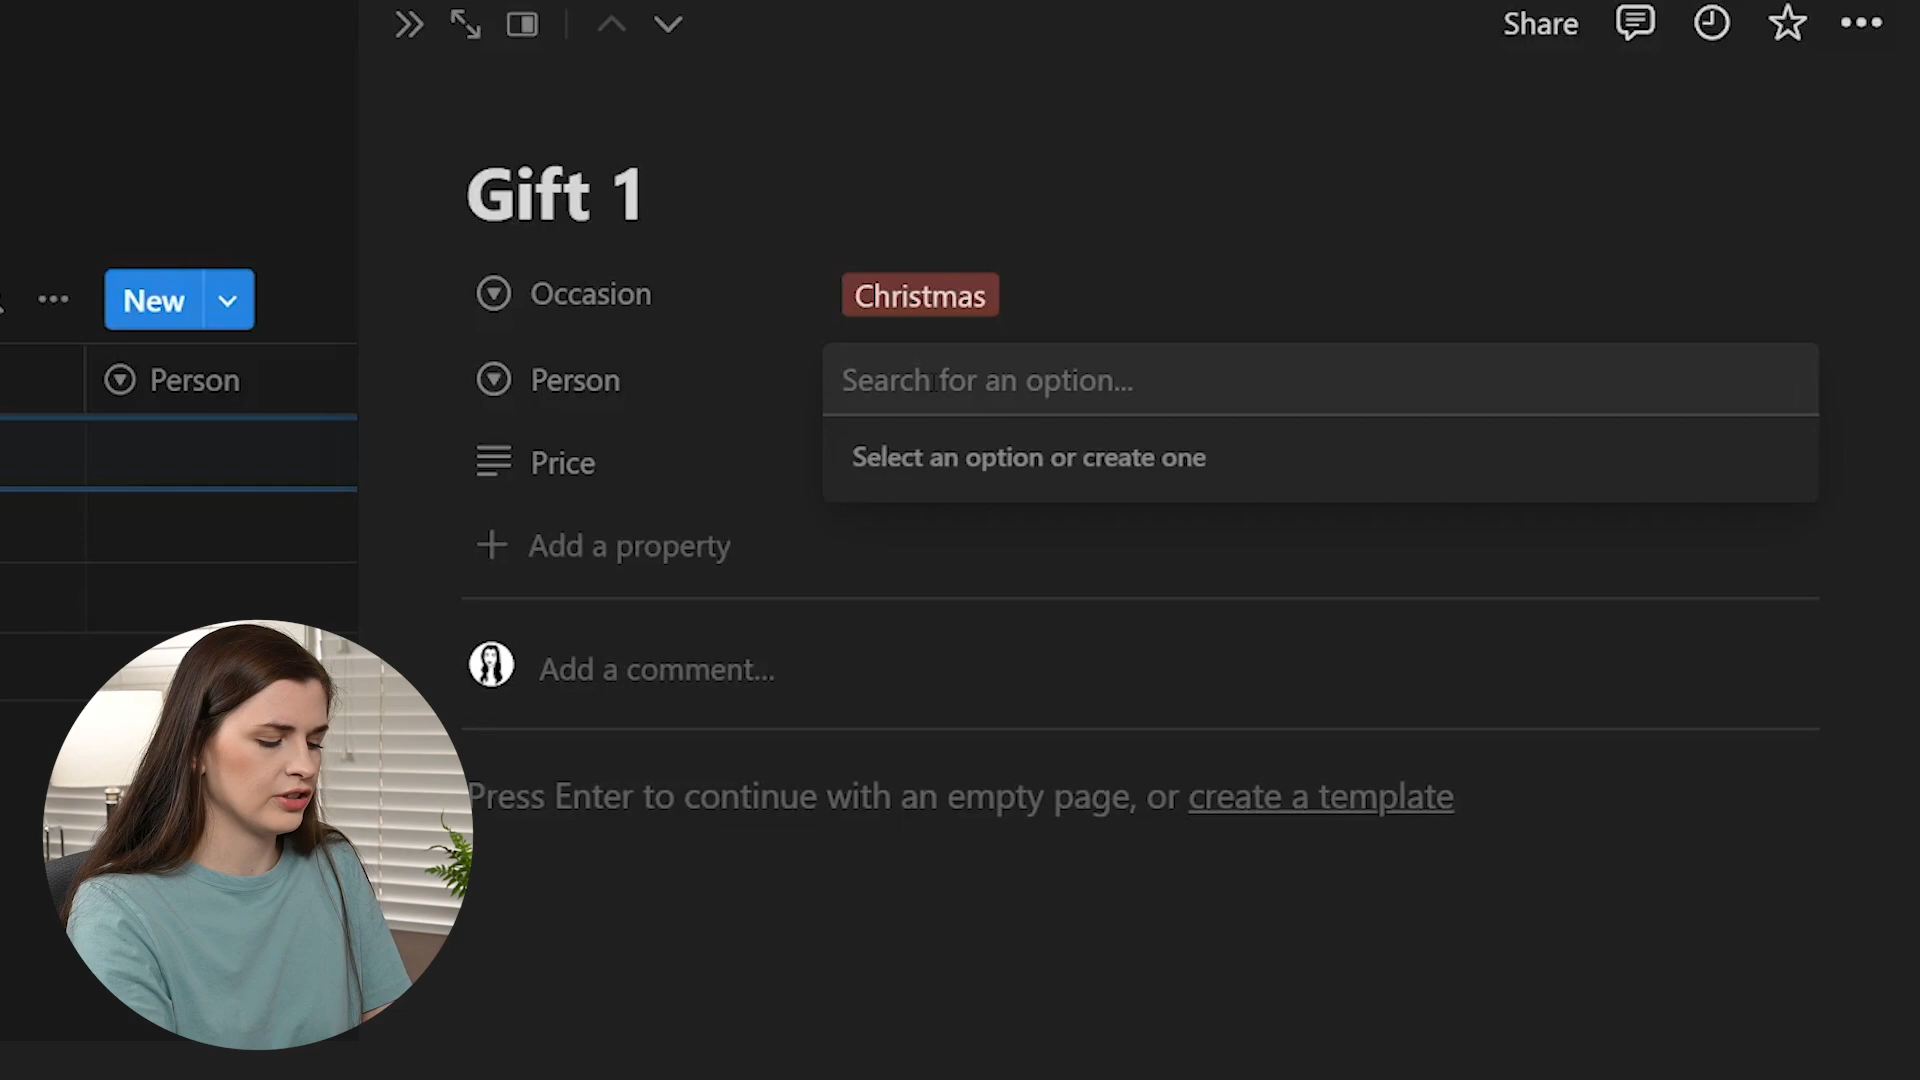 Share
Gift 1
Occasion
Christmas
New
Person
Person
Search for an option...
Price
Select an option or create one
Add a property
Add a comment...
Press Enter to continue with an empty page, or create a template